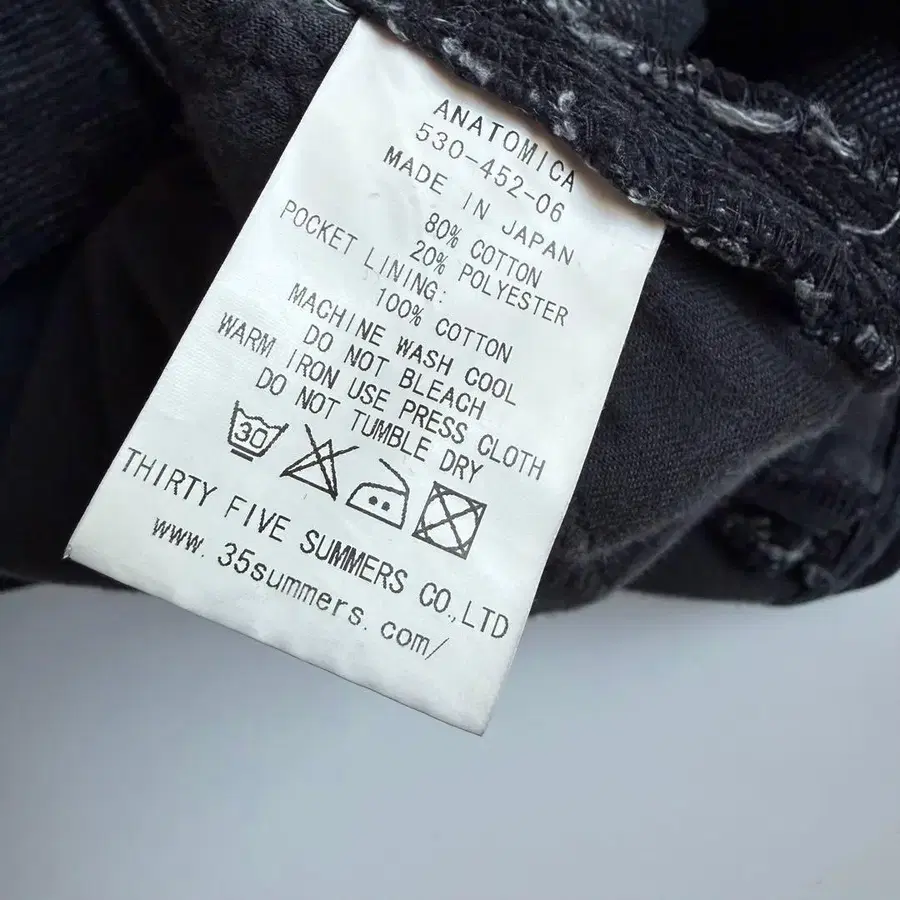 ANATOMICA
530-452-06
MADE IN JAPAN
80% COTTON
20% POLYESTER
POCKET LINING:
100% COTTON
MACHINE WASH COOL
DO NOT BLEACH
WARM IRON USE PRESS CLOTH
DO NOT TUMBLE DRY
30
THIRTY FIVE SUMMERS CO.,LTD
www.35summers.com/